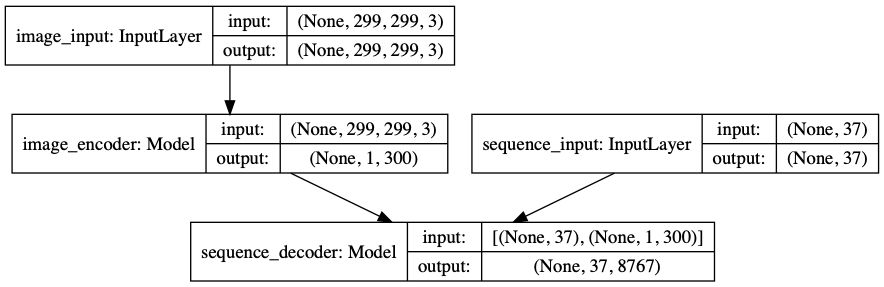 image_input: InputLayer
input: (None, 299, 299, 3)
output: (None, 299, 299, 3)
image_encoder: Model
input: (None, 299, 299, 3)
output: (None, 1, 300)
sequence_input: InputLayer
input: (None, 37)
output: (None, 37)
sequence_decoder: Model
input: [(None, 37), (None, 1, 300)]
output: (None, 37, 8767)